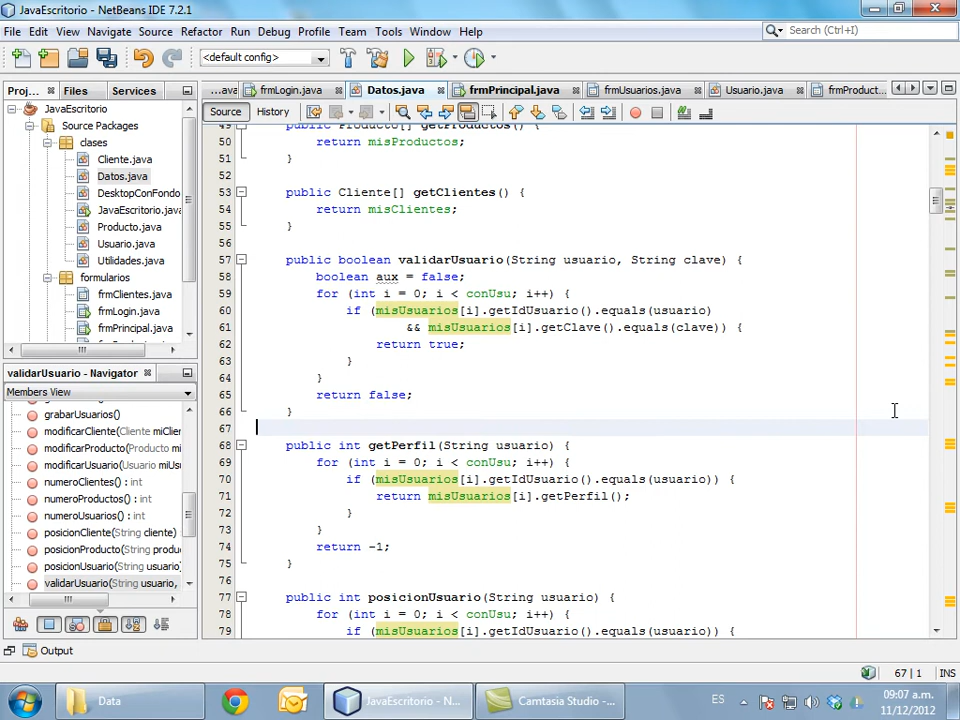 JavaEscritorio - NetBeans IDE 7.2.1
File Edit View Navigate Source Refactor Run Debug Profile Team Tools Window Help
Search (Ctrl+I)
<default config>
Proj... Files Services
...ava frmLogin.java Datos.java frmPrincipal.java frmUsuarios.java Usuario.java frmProduct...
Source History
JavaEscritorio
Source Packages
clases
Cliente.java
Datos.java
DesktopConFondo
JavaEscritorio.java
Producto.java
Usuario.java
Utilidades.java
formularios
frmClientes.java
frmLogin.java
frmPrincipal.java
validarUsuario - Navigator
Members View
grabarUsuarios()
modificarCliente(Cliente miClien
modificarProducto(Producto mi
modificarUsuario(Usuario miUs
numeroClientes() : int
numeroProductos() : int
numeroUsuarios() : int
posicionCliente(String cliente)
posicionProducto(String produ
posicionUsuario(String usuario)
validarUsuario(String usuario,
49 public Producto[] getProductos() {
50 return misProductos;
51 }
52
53 public Cliente[] getClientes() {
54 return misClientes;
55 }
56
57 public boolean validarUsuario(String usuario, String clave) {
58 boolean aux = false;
59 for (int i = 0; i < conUsu; i++) {
60 if (misUsuarios[i].getIdUsuario().equals(usuario)
61 && misUsuarios[i].getClave().equals(clave)) {
62 return true;
63 }
64 }
65 return false;
66 }
67
68 public int getPerfil(String usuario) {
69 for (int i = 0; i < conUsu; i++) {
70 if (misUsuarios[i].getIdUsuario().equals(usuario)) {
71 return misUsuarios[i].getPerfil();
72 }
73 }
74 return -1;
75 }
76
77 public int posicionUsuario(String usuario) {
78 for (int i = 0; i < conUsu; i++) {
79 if (misUsuarios[i].getIdUsuario().equals(usuario)) {
Output
67 | 1 INS
Data
JavaEscritorio - N...
Camtasia Studio -...
ES
09:07 a.m.
11/12/2012